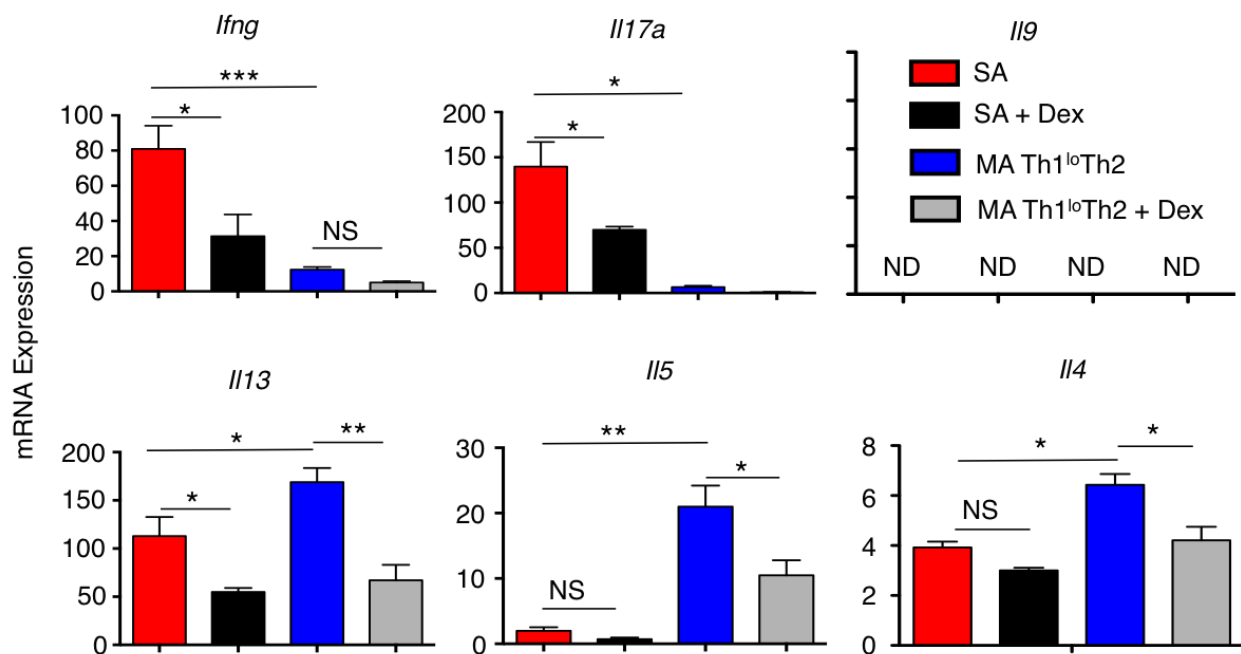 mRNA Expression
Ifng
***
*
NS
100
80
60
40
20
0
Il17a
*
*
200
150
100
50
0
Il9
SA
SA + Dex
MA Th1loTh2
MA Th1loTh2 + Dex
ND ND ND ND
Il13
*
**
*
200
150
100
50
0
Il5
**
*
NS
30
20
10
0
Il4
*
*
NS
8
6
4
2
0